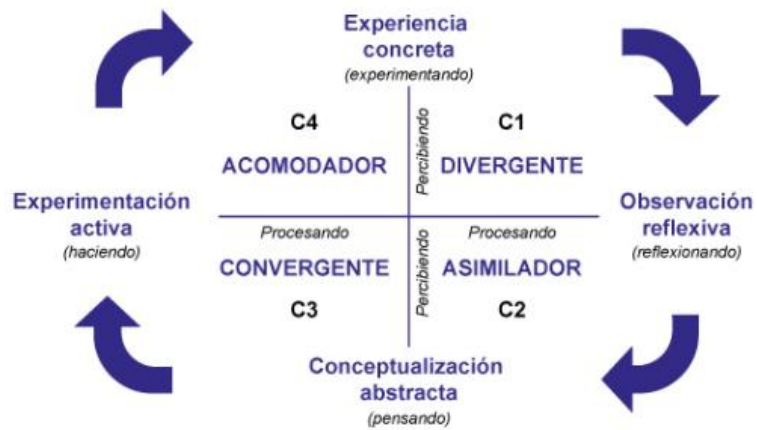 Experiencia
concreta
(experimentando)
C4
C1
Percibiendo
ACOMODADOR
DIVERGENTE
Experimentación
activa
(haciendo)
Observación
reflexiva
(reflexionando)
Procesando
Procesando
Percibiendo
CONVERGENTE
ASIMILADOR
C3
C2
Conceptualización
abstracta
(pensando)